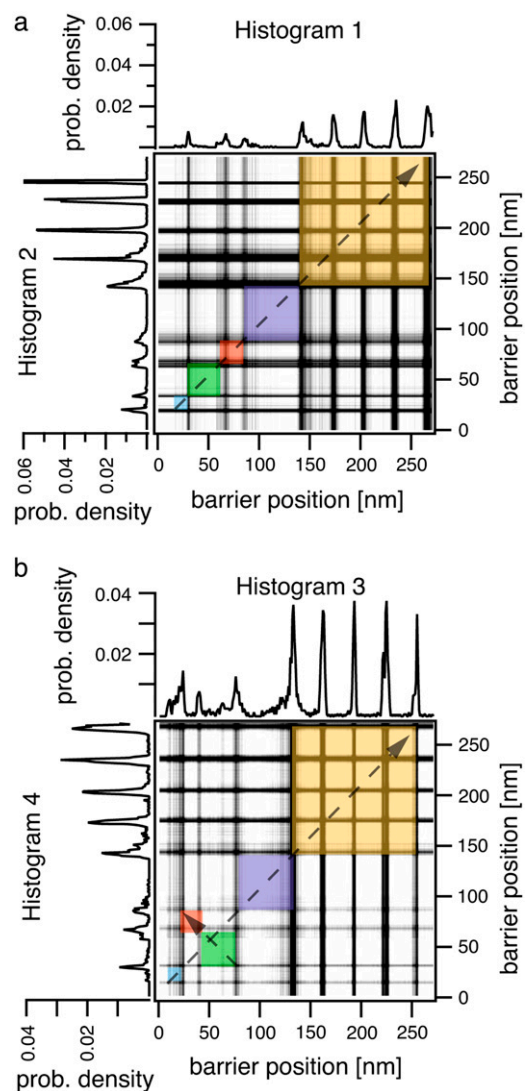 a
Histogram 1
prob. density
0.06
0.04
0.02
Histogram 2
250
200
150
100
50
0
barrier position [nm]
0.06
0.04
0.02
prob. density
0 50 100 150 200 250
barrier position [nm]
b
Histogram 3
prob. density
0.04
0.02
Histogram 4
250
200
150
100
50
0
barrier position [nm]
0.04
0.02
prob. density
0 50 100 150 200 250
barrier position [nm]